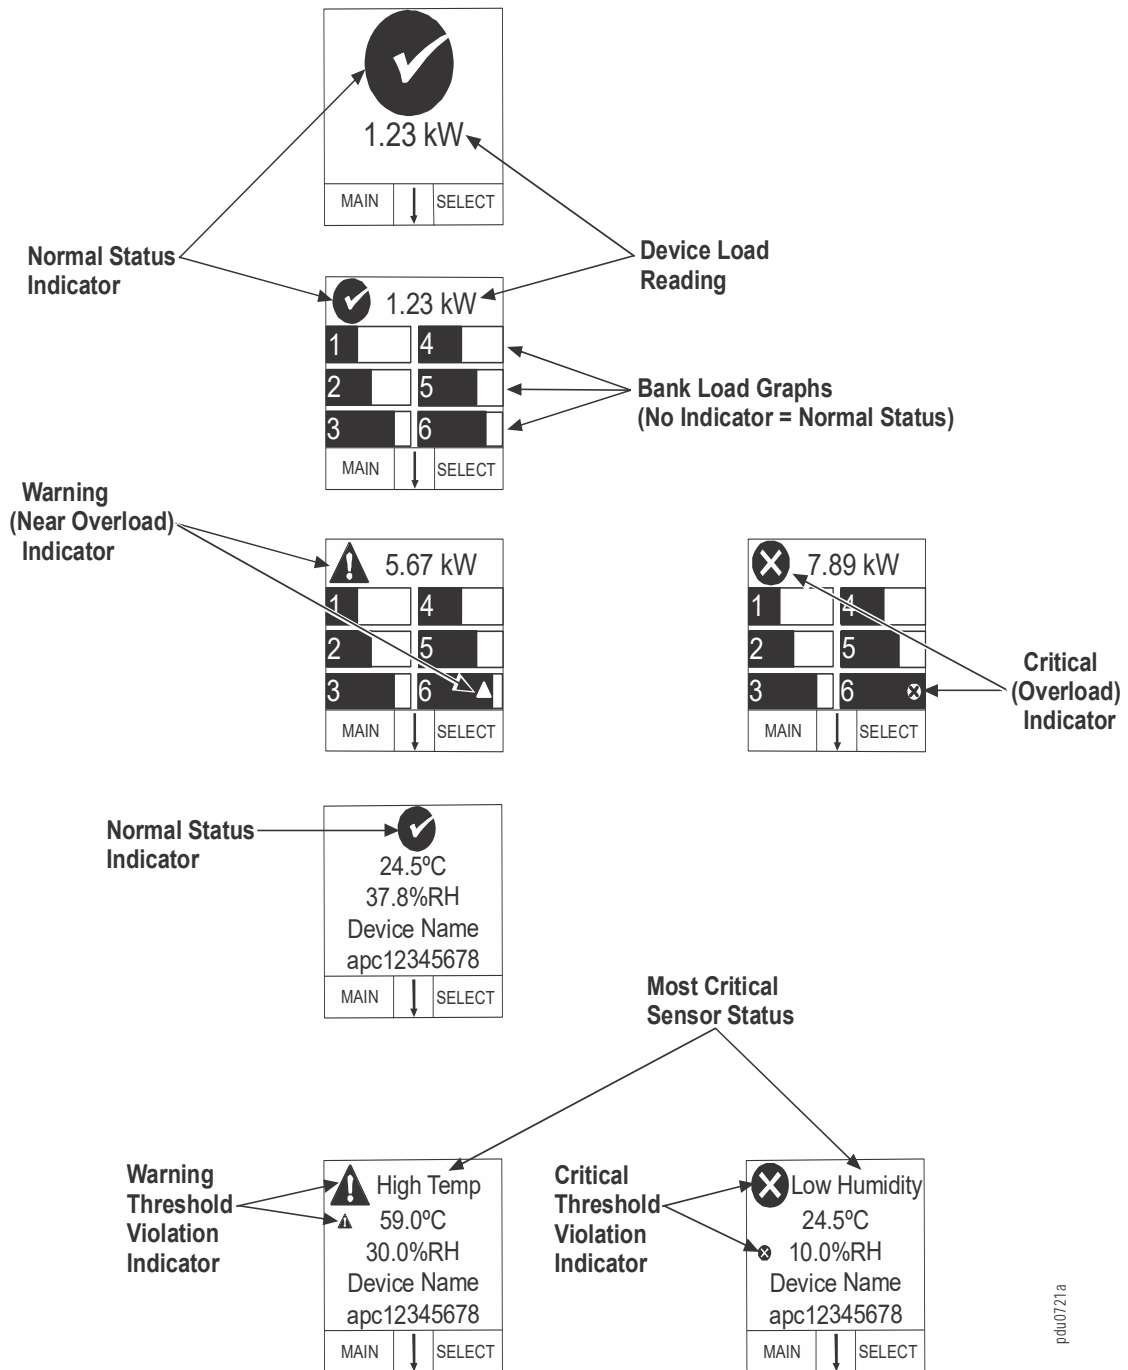 1.23 kW
MAIN
SELECT
Normal Status
Indicator
Device Load
Reading
1.23 kW
1
4
2
5
3
6
MAIN
SELECT
Bank Load Graphs
(No Indicator = Normal Status)
Warning
(Near Overload)
Indicator
5.67 kW
1
4
2
5
3
6
MAIN
SELECT
7.89 kW
1
4
2
5
3
6
MAIN
SELECT
Critical
(Overload)
Indicator
Normal Status
Indicator
24.5ºC
37.8%RH
Device Name
apc12345678
MAIN
SELECT
Most Critical
Sensor Status
Warning
Threshold
Violation
Indicator
High Temp
59.0ºC
30.0%RH
Device Name
apc12345678
MAIN
SELECT
Critical
Threshold
Violation
Indicator
Low Humidity
24.5ºC
10.0%RH
Device Name
apc12345678
MAIN
SELECT
pdu0721a